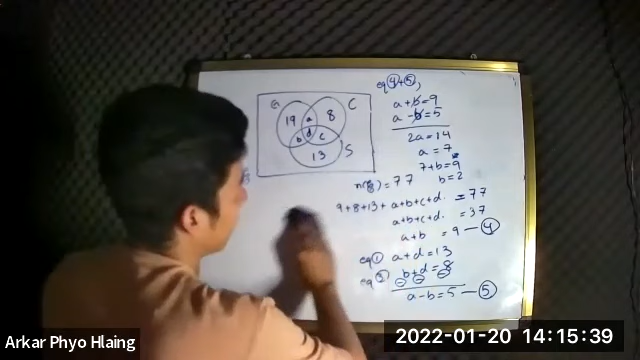 G
C
19
a
8
b
d
c
13
S
n(ξ) = 77
9+8+13+ a+b+c+d. = 77
a+b+c+d. = 37
a+b = 9 — ④
eq ① a+d = 13
eq ② b+d = 8
⊖ ⊖ ⊖
a-b = 5 — ⑤
eq ④+⑤,
a+b=9
a-b=5
2a=14
a = 7
7+b=9
b=2
Arkar Phyo Hlaing
2022-01-20 14:15:39